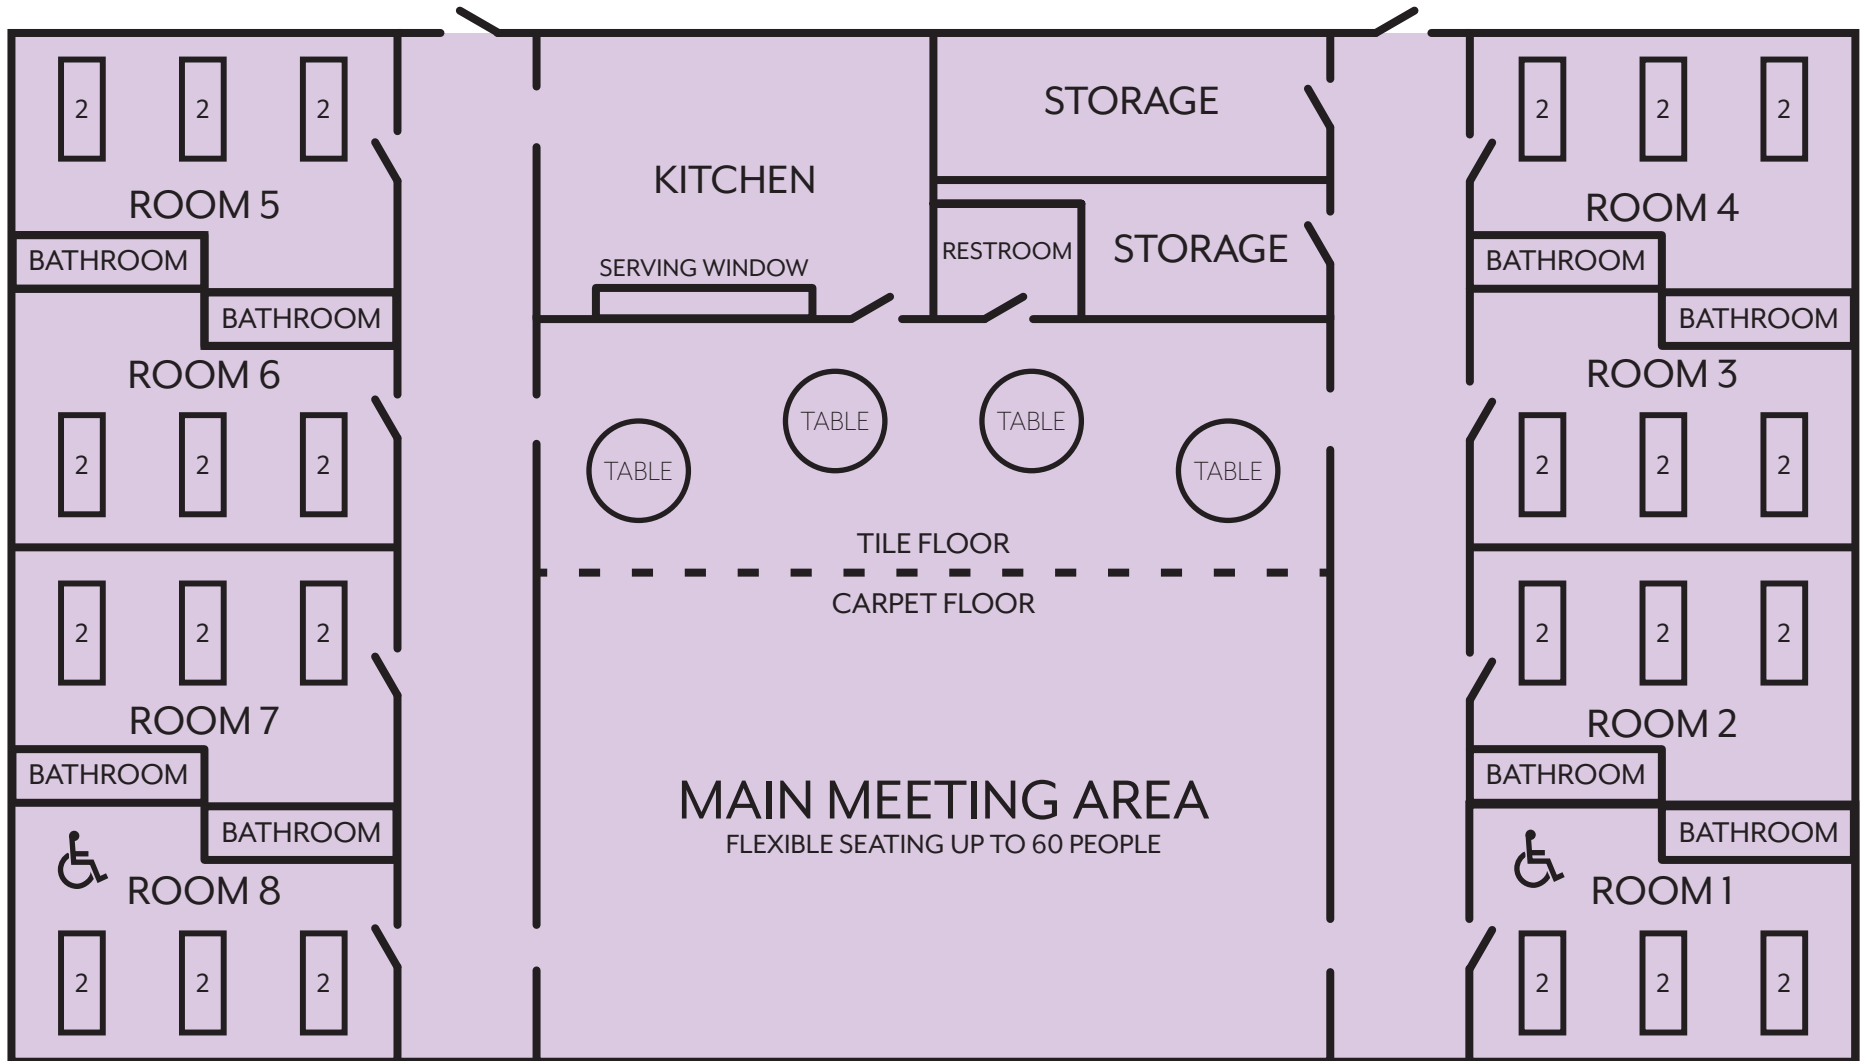 2 2 2
ROOM 5
BATHROOM
BATHROOM
ROOM 6
2 2 2
2 2 2
ROOM 7
BATHROOM
BATHROOM
ROOM 8
2 2 2
KITCHEN
SERVING WINDOW
STORAGE
RESTROOM
STORAGE
TABLE
TABLE
TABLE
TABLE
TILE FLOOR
CARPET FLOOR
MAIN MEETING AREA
FLEXIBLE SEATING UP TO 60 PEOPLE
2 2 2
ROOM 4
BATHROOM
BATHROOM
ROOM 3
2 2 2
2 2 2
ROOM 2
BATHROOM
BATHROOM
ROOM 1
2 2 2